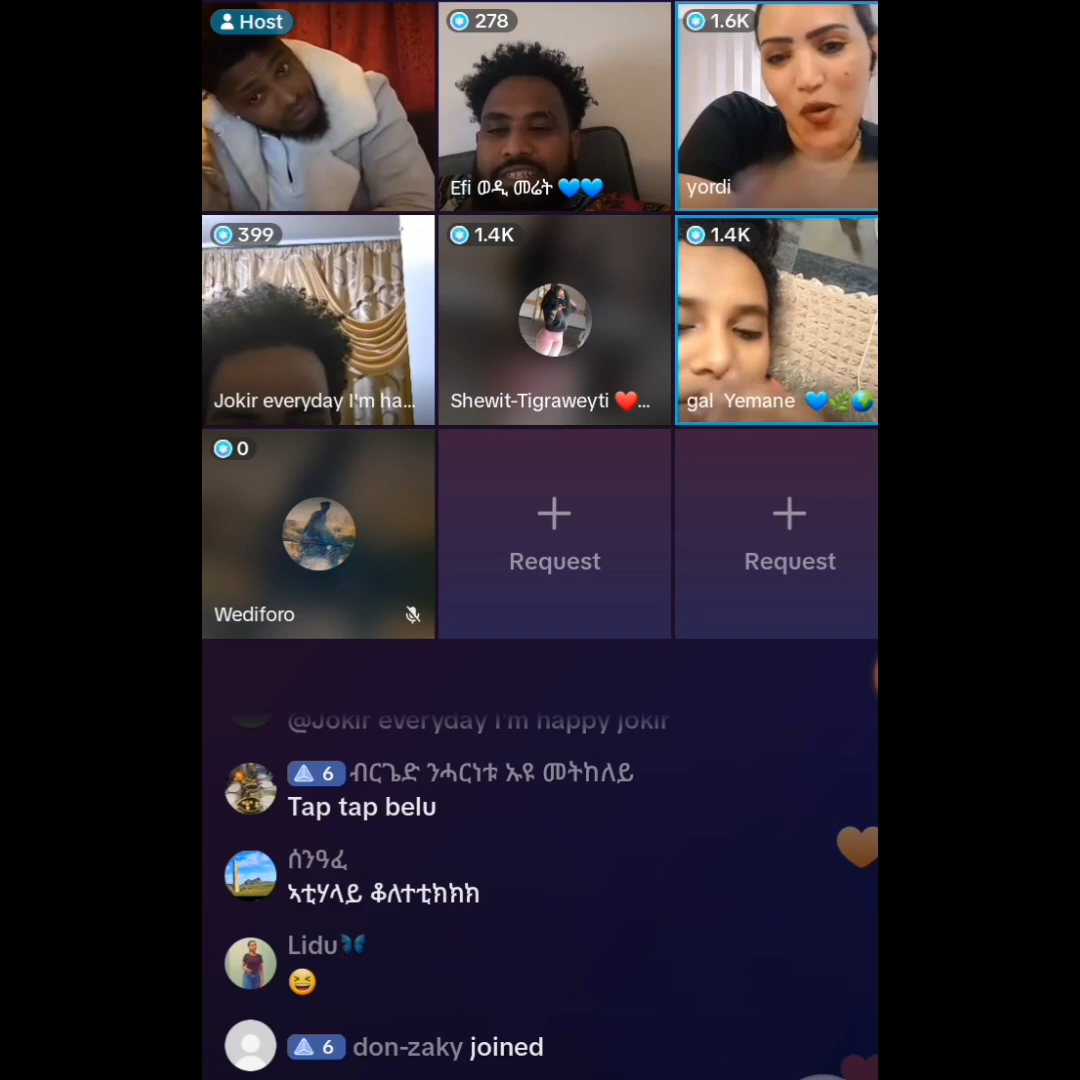 Host
278
1.6K
Efi ወዲ መሬት 💙💙
yordi
399
1.4K
1.4K
Jokir everyday I'm ha...
Shewit-Tigraweyti ❤️...
gal Yemane 💙🌿🌍
0
Request
Request
Wediforo
@Jokir everyday I'm happy jokir
6 ብርጌድ ንሓርነቱ ኡዩ መትከለይ
Tap tap belu
ሰንዓፈ
ኣቲሃላይ ቆለተቲክክክ
Lidu🦋
😆
6 don-zaky joined